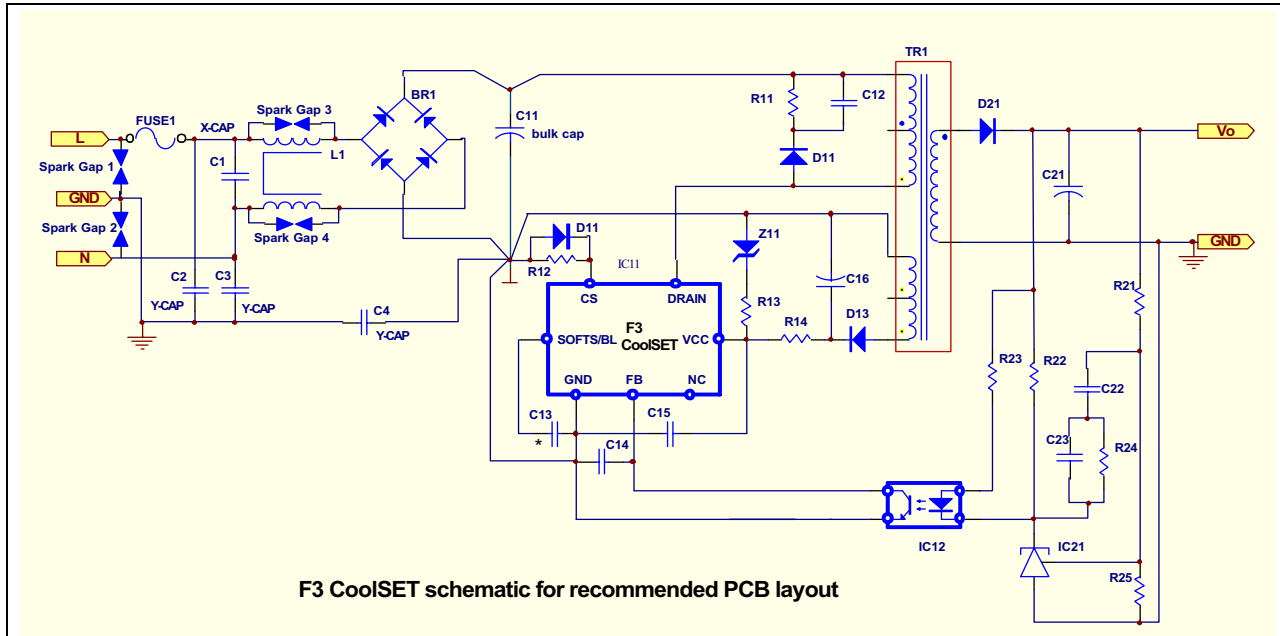 TR1
BR1
R11
C12
D21
Spark Gap 3
C11
bulk cap
FUSE1
X-CAP
L
Vo
L1
C1
D11
Spark Gap 1
C21
GND
Spark Gap 2
Spark Gap 4
D11
Z11
GND
N
R12
IC11
C2
C3
C16
CS
DRAIN
R21
Y-CAP
Y-CAP
C4
R13
R14
D13
F3
CoolSET
SOFTS/BL
VCC
Y-CAP
R23
R22
GND
FB
NC
C22
C13
C15
*
C14
C23
R24
IC12
IC21
R25
F3 CoolSET schematic for recommended PCB layout